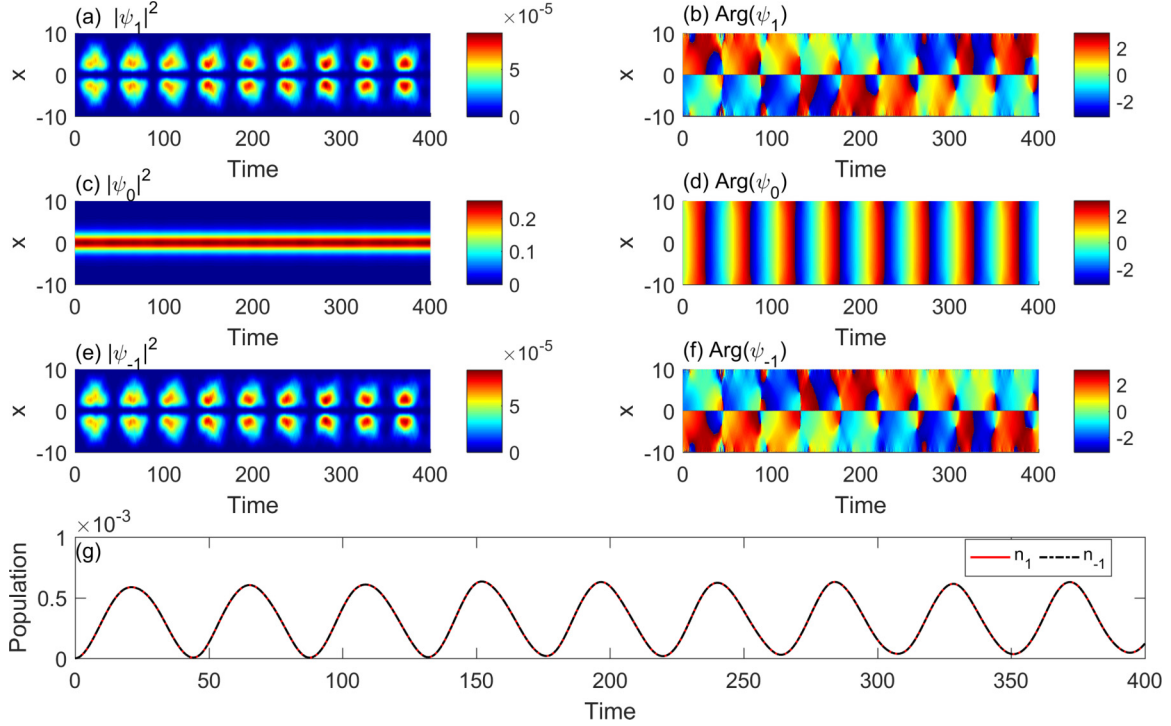 (a) |ψ₁|²
×10⁻⁵
10
0
-10
x
0 100 200 300 400
Time
5
0
(b) Arg(ψ₁)
10
0
-10
x
0 100 200 300 400
Time
2
0
-2
(c) |ψ₀|²
10
0
-10
x
0 100 200 300 400
Time
0.2
0.1
0
(d) Arg(ψ₀)
10
0
-10
x
0 100 200 300 400
Time
2
0
-2
(e) |ψ₋₁|²
×10⁻⁵
10
0
-10
x
0 100 200 300 400
Time
5
0
(f) Arg(ψ₋₁)
10
0
-10
x
0 100 200 300 400
Time
2
0
-2
×10⁻³
(g)
1
0.5
0
Population
n₁ n₋₁
0 50 100 150 200 250 300 350 400
Time